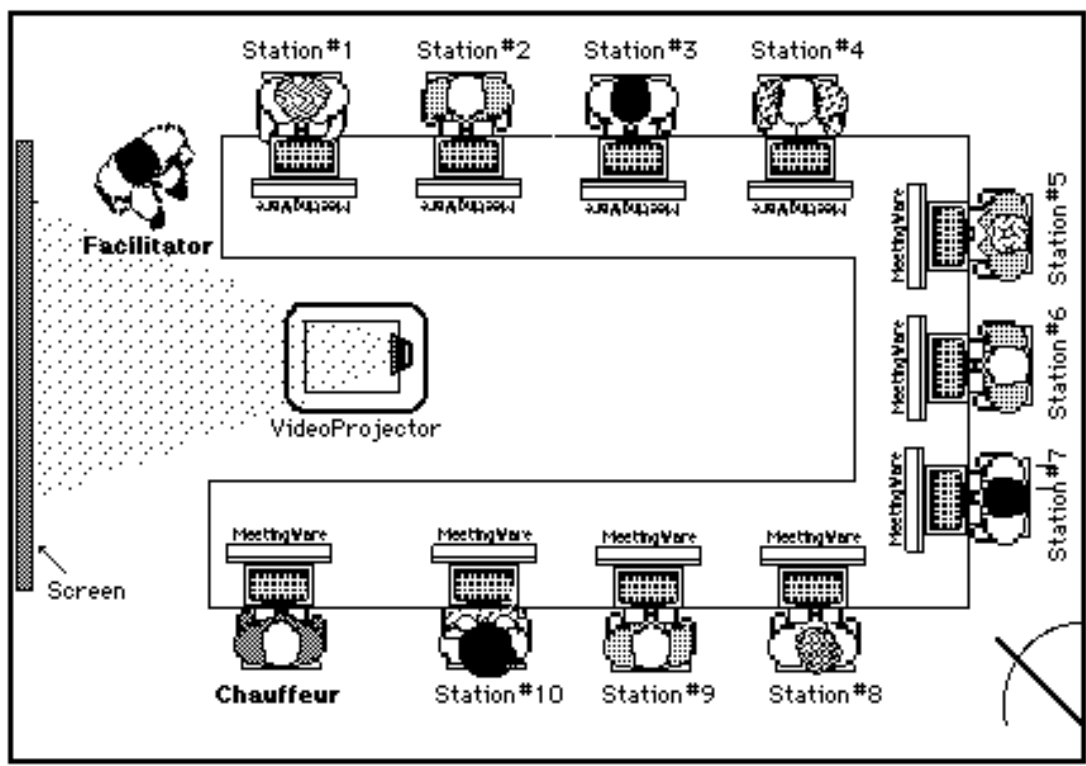 Station #1
Station #2
Station #3
Station #4
MeetingWare
MeetingWare
MeetingWare
MeetingWare
Facilitator
MeetingWare
Station #5
MeetingWare
Station #6
VideoProjector
MeetingWare
Station #7
Screen
MeetingWare
MeetingWare
MeetingWare
MeetingWare
Chauffeur
Station #10
Station #9
Station #8